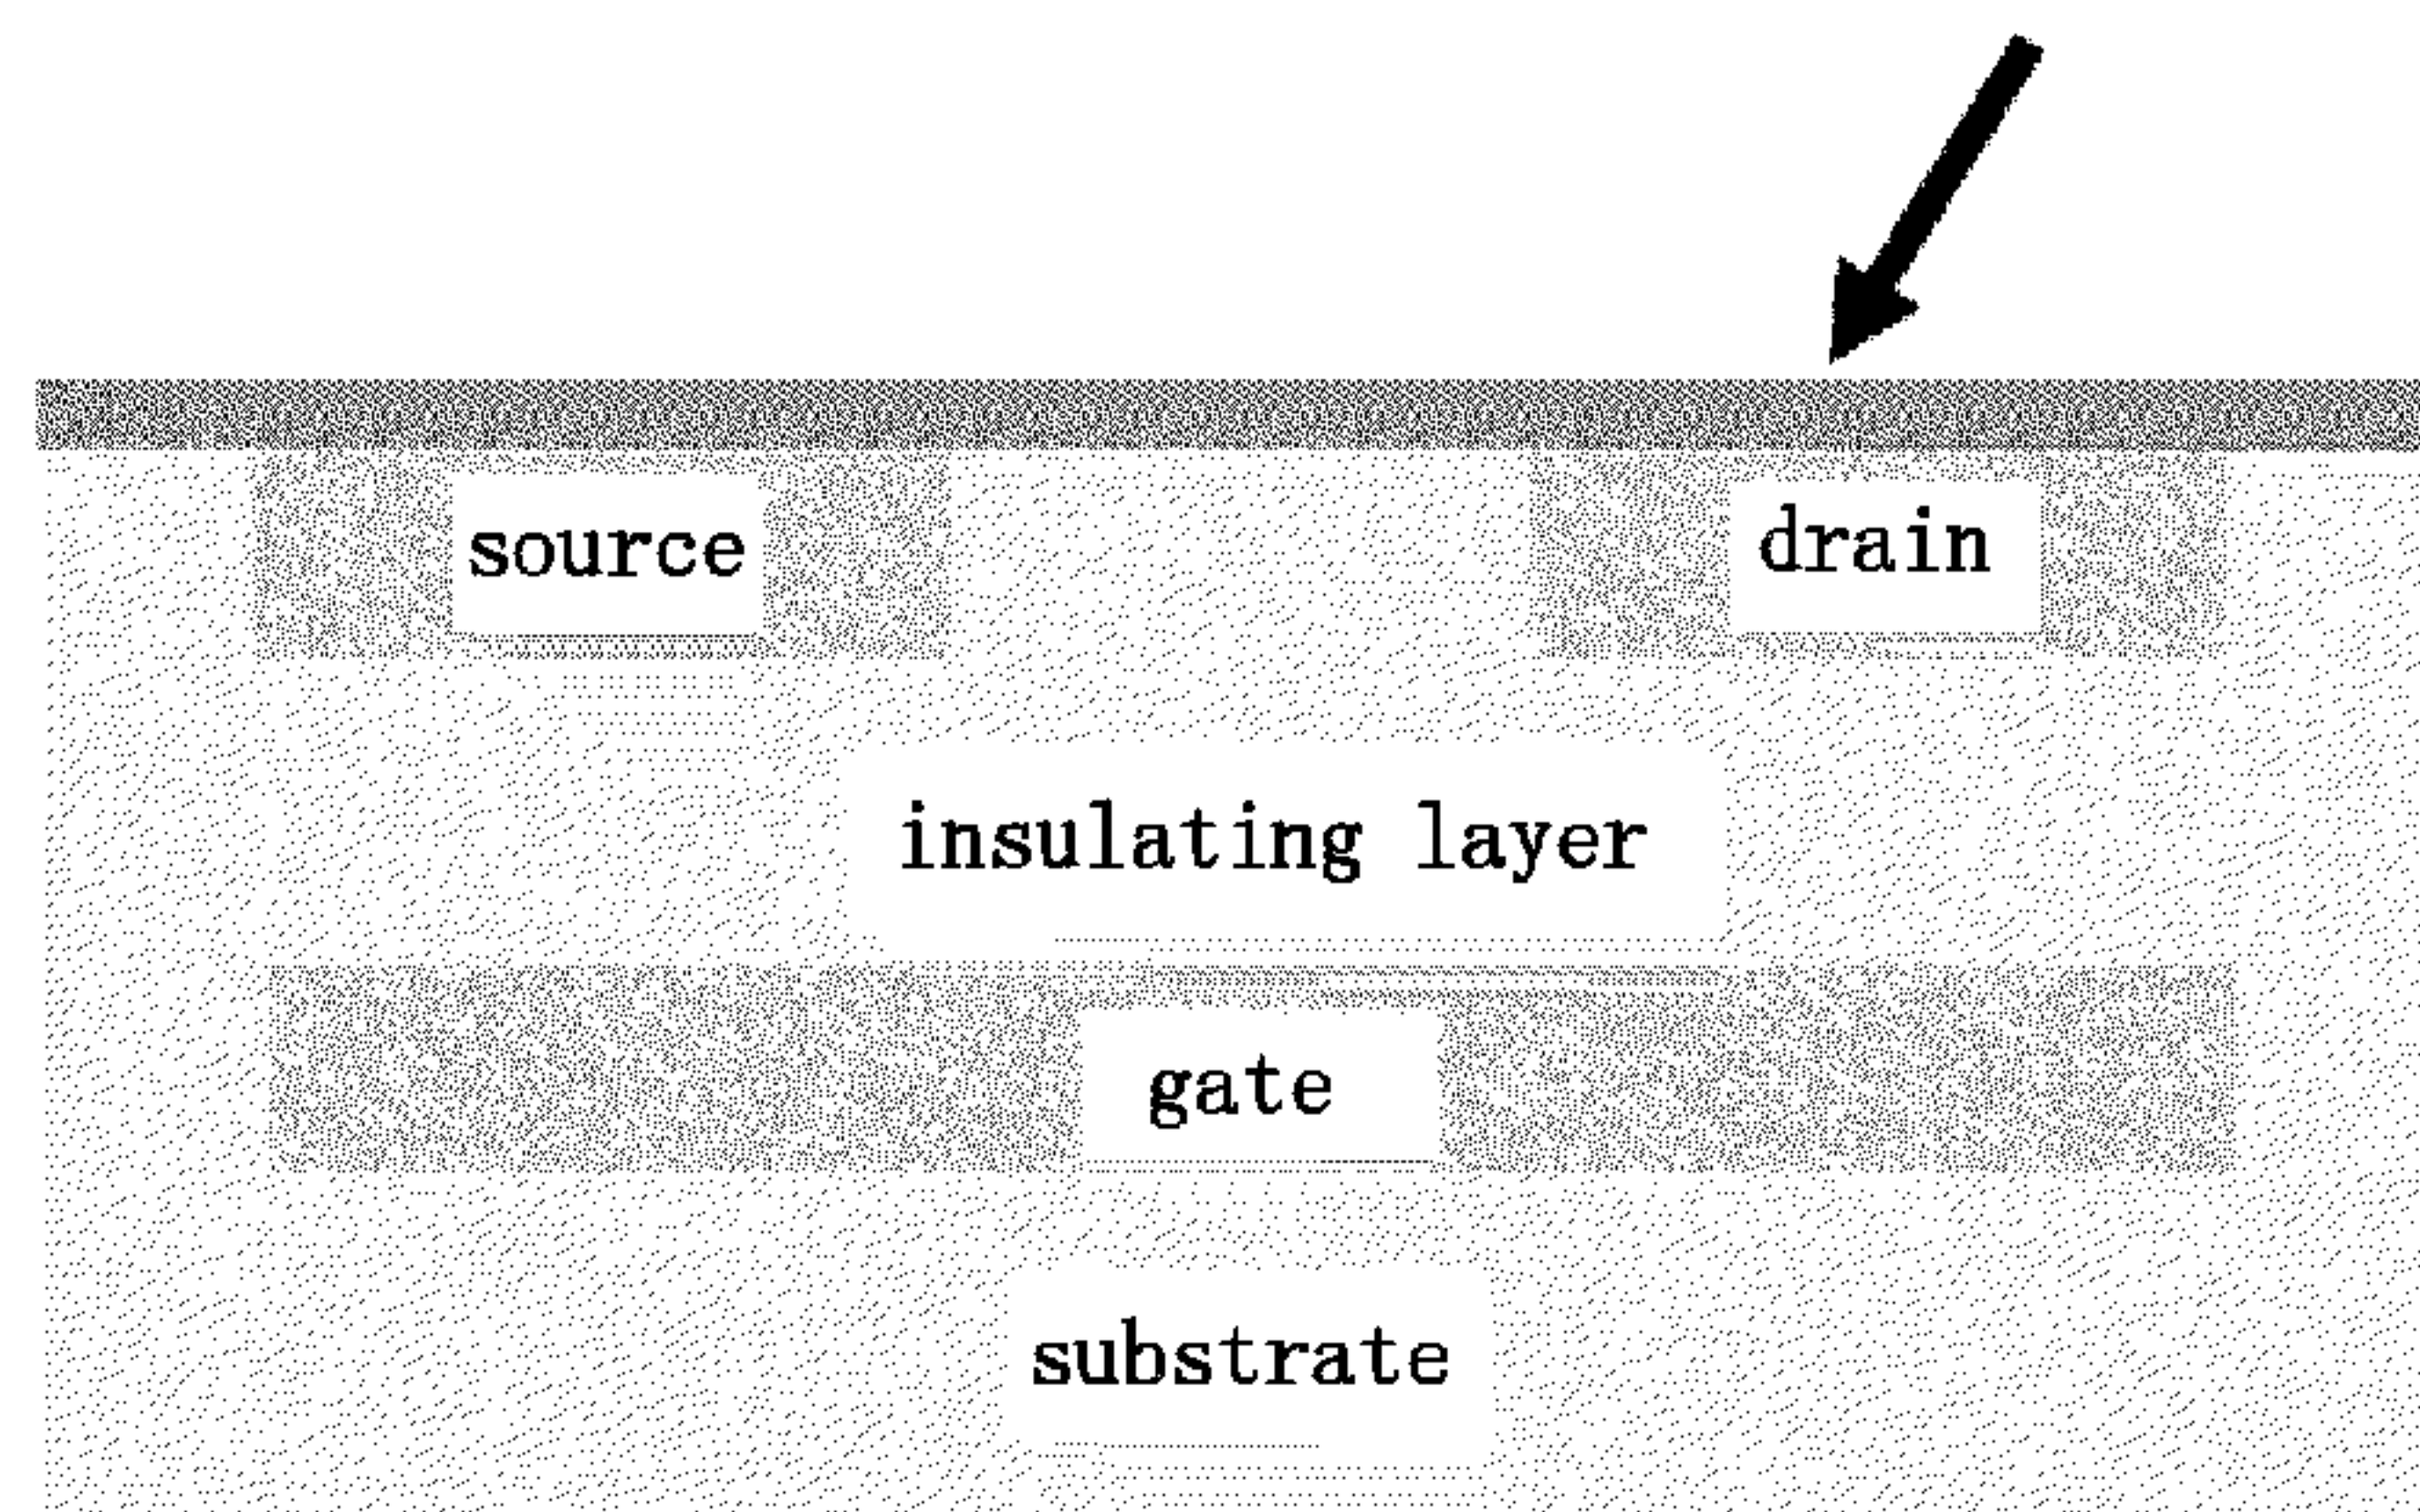 source
drain
insulating layer
gate
substrate